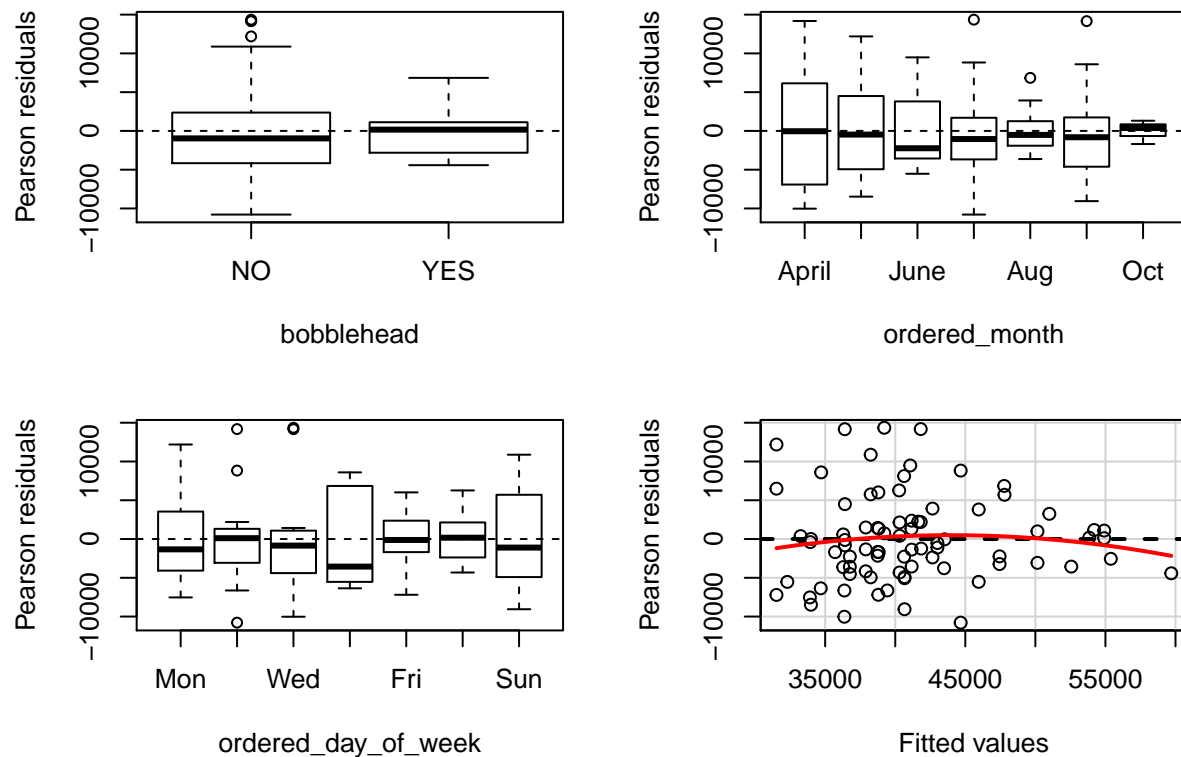 Pearson residuals
10000
0
−10000
NO
YES
bobblehead
Pearson residuals
10000
0
−10000
April
June
Aug
Oct
ordered_month
Pearson residuals
10000
0
−10000
Mon
Wed
Fri
Sun
ordered_day_of_week
Pearson residuals
10000
0
−10000
35000
45000
55000
Fitted values